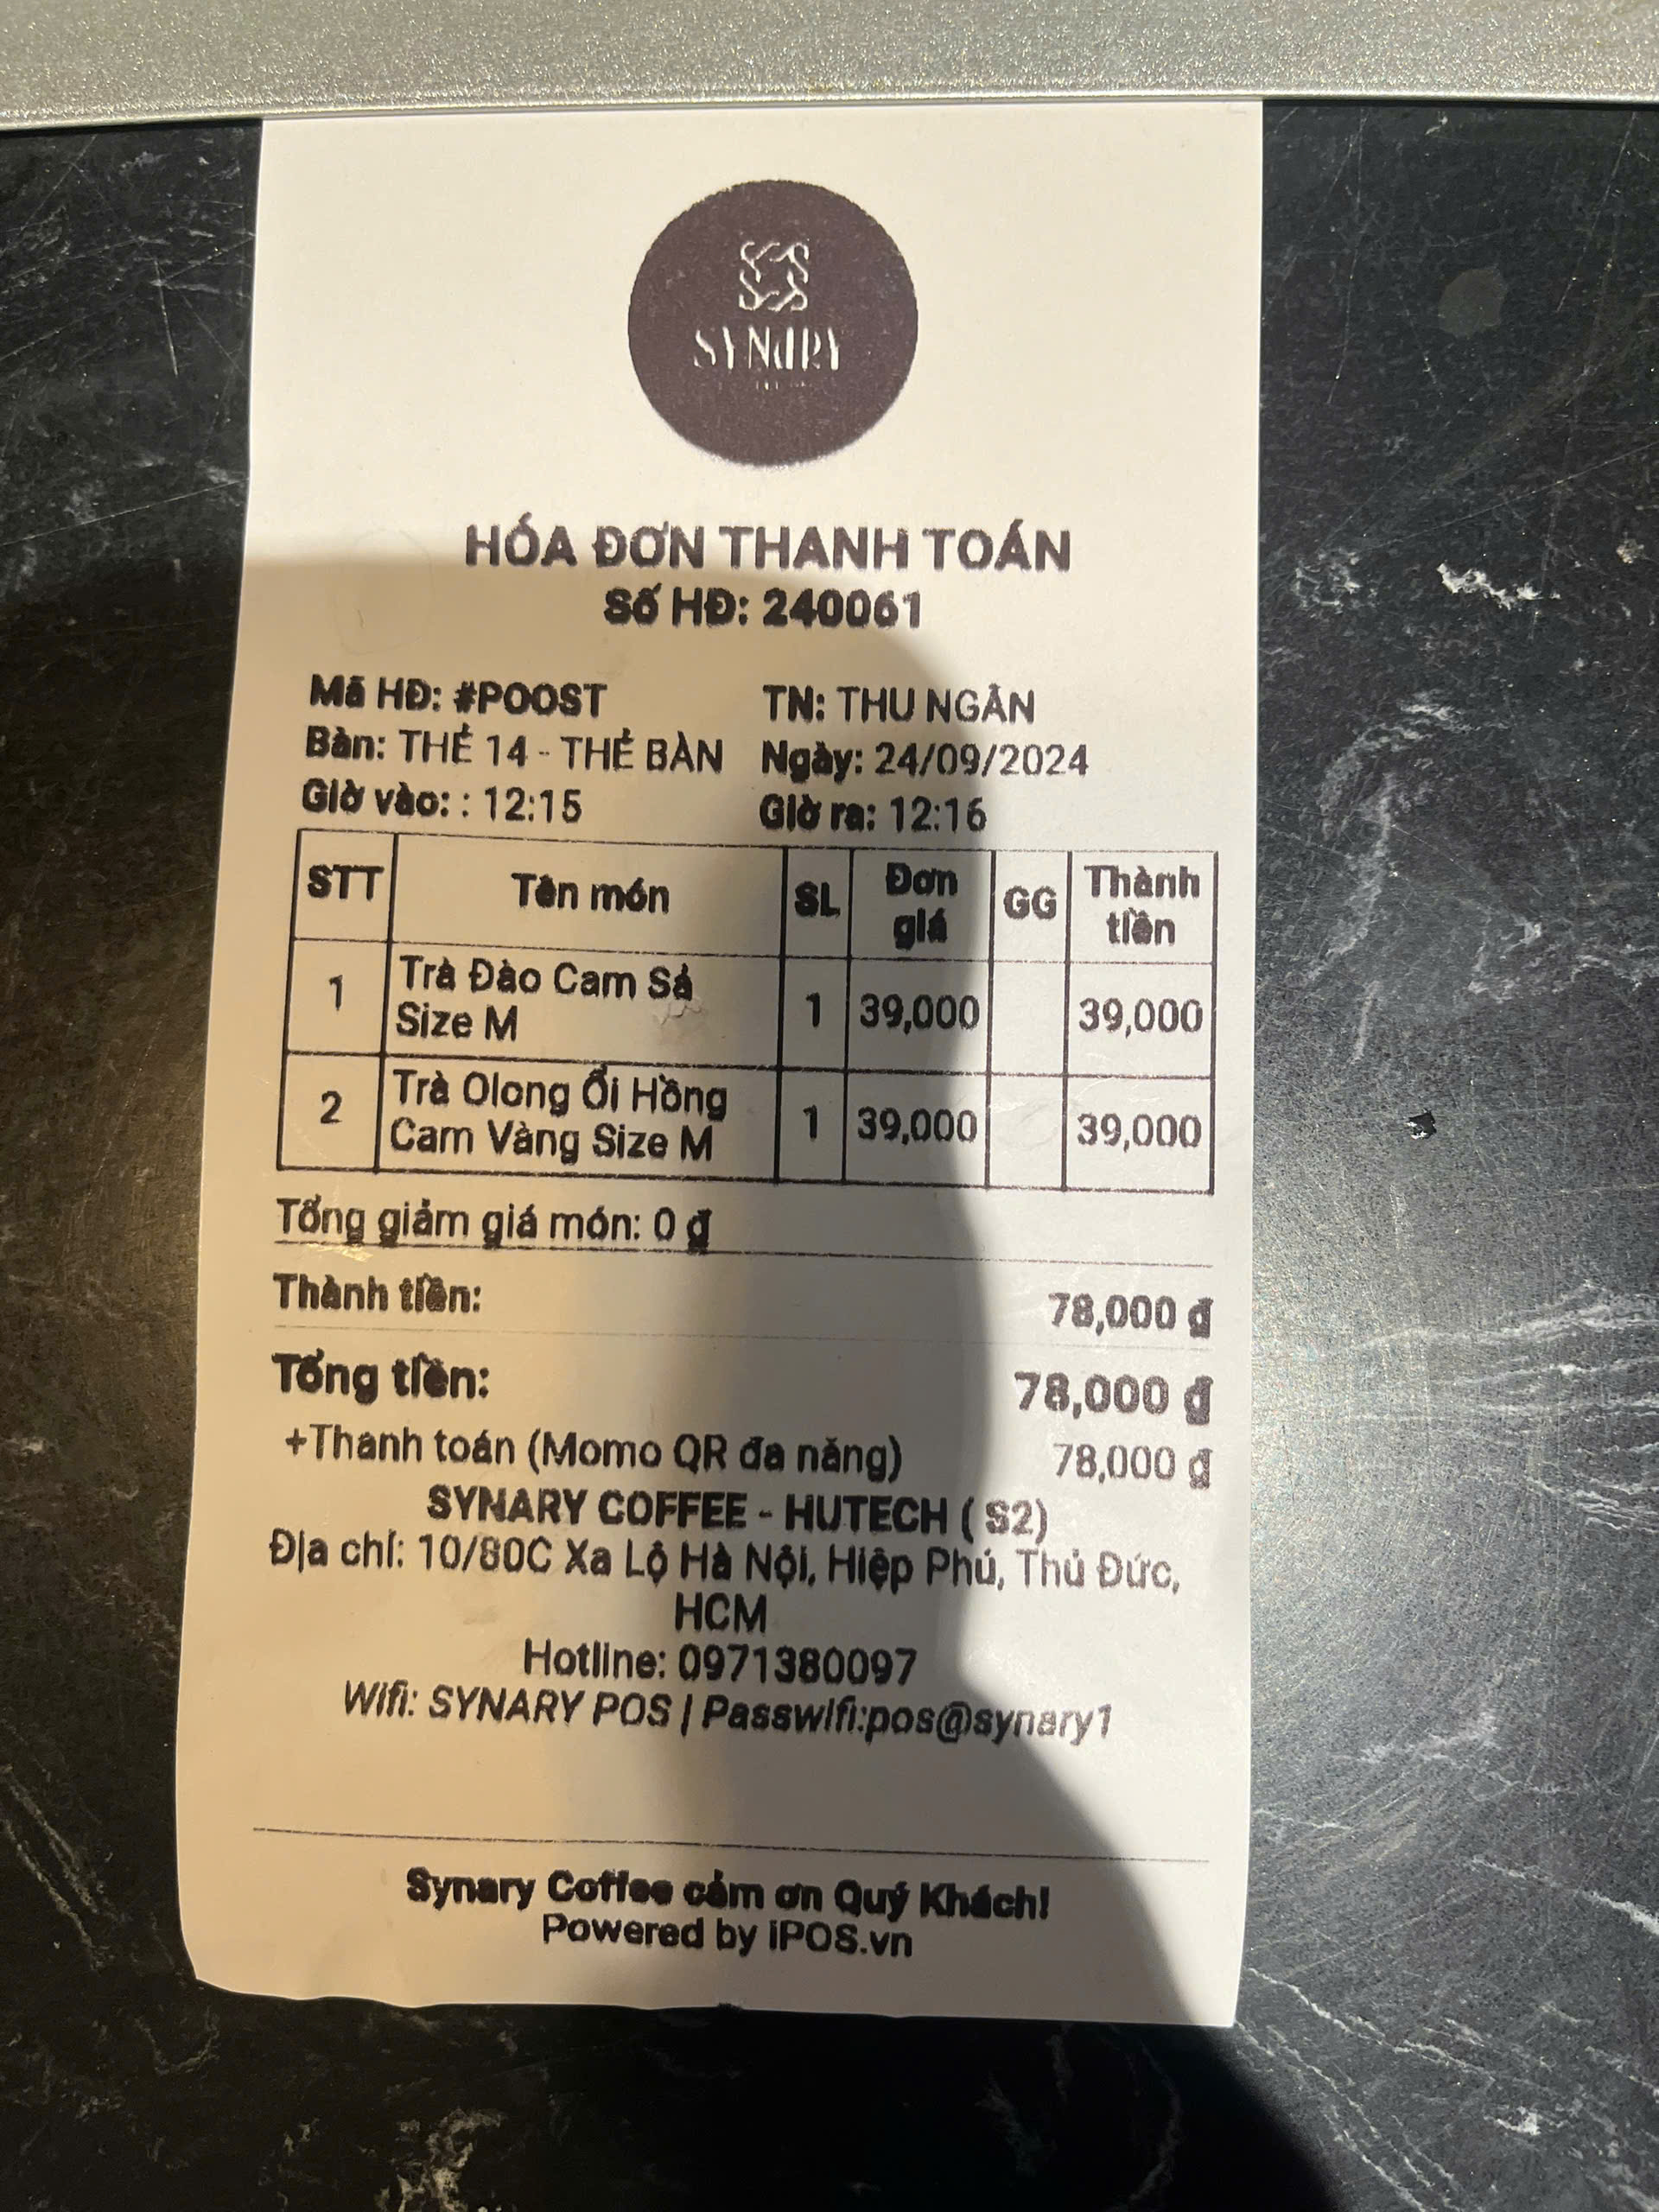 SYNARY
HÓA ĐƠN THANH TOÁN
Số HĐ: 240061
Mã HĐ: #POOST TN: THU NGÂN
Bàn: THẺ 14 - THẺ BÀN Ngày: 24/09/2024
Giờ vào: : 12:15 Giờ ra: 12:16
STT Tên món SL Đơn giá GG Thành tiền
1 Trà Đào Cam Sả Size M 1 39,000 39,000
2 Trà Olong Ổi Hồng Cam Vàng Size M 1 39,000 39,000
Tổng giảm giá món: 0 ₫
Thành tiền: 78,000 ₫
Tổng tiền: 78,000 ₫
+Thanh toán (Momo QR đa năng) 78,000 ₫
SYNARY COFFEE - HUTECH ( S2)
Địa chỉ: 10/80C Xa Lộ Hà Nội, Hiệp Phú, Thủ Đức,
HCM
Hotline: 0971380097
Wifi: SYNARY POS | Passwifi:pos@synary1
Synary Coffee cảm ơn Quý Khách!
Powered by iPOS.vn